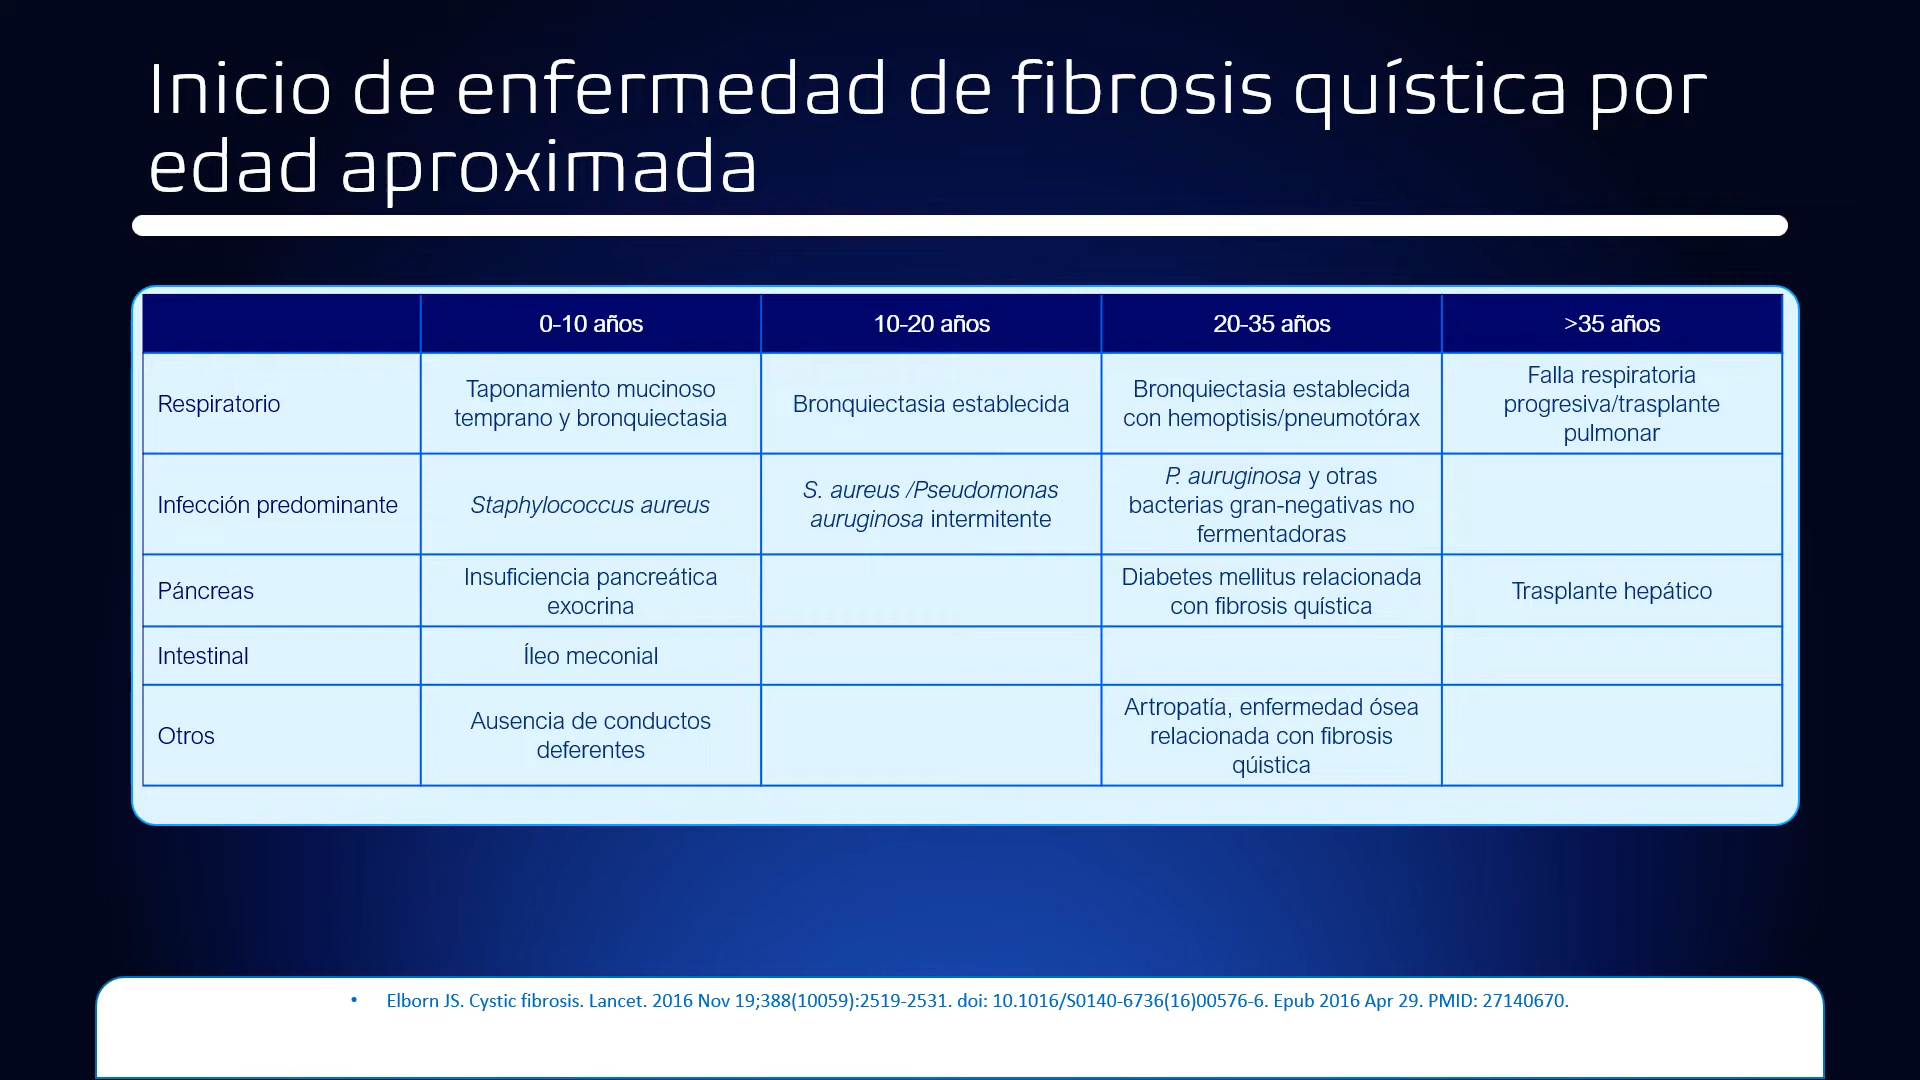 Inicio de enfermedad de fibrosis quística por
edad aproximada
0-10 años
10-20 años
20-35 años
>35 años
Respiratorio
Taponamiento mucinoso
temprano y bronquiectasia
Bronquiectasia establecida
Bronquiectasia establecida
con hemoptisis/pneumotórax
Falla respiratoria
progresiva/trasplante
pulmonar
Infección predominante
Staphylococcus aureus
S. aureus /Pseudomonas
auruginosa intermitente
P. auruginosa y otras
bacterias gran-negativas no
fermentadoras
Páncreas
Insuficiencia pancreática
exocrina
Diabetes mellitus relacionada
con fibrosis quística
Trasplante hepático
Intestinal
Íleo meconial
Otros
Ausencia de conductos
deferentes
Artropatía, enfermedad ósea
relacionada con fibrosis
qúistica
• Elborn JS. Cystic fibrosis. Lancet. 2016 Nov 19;388(10059):2519-2531. doi: 10.1016/S0140-6736(16)00576-6. Epub 2016 Apr 29. PMID: 27140670.